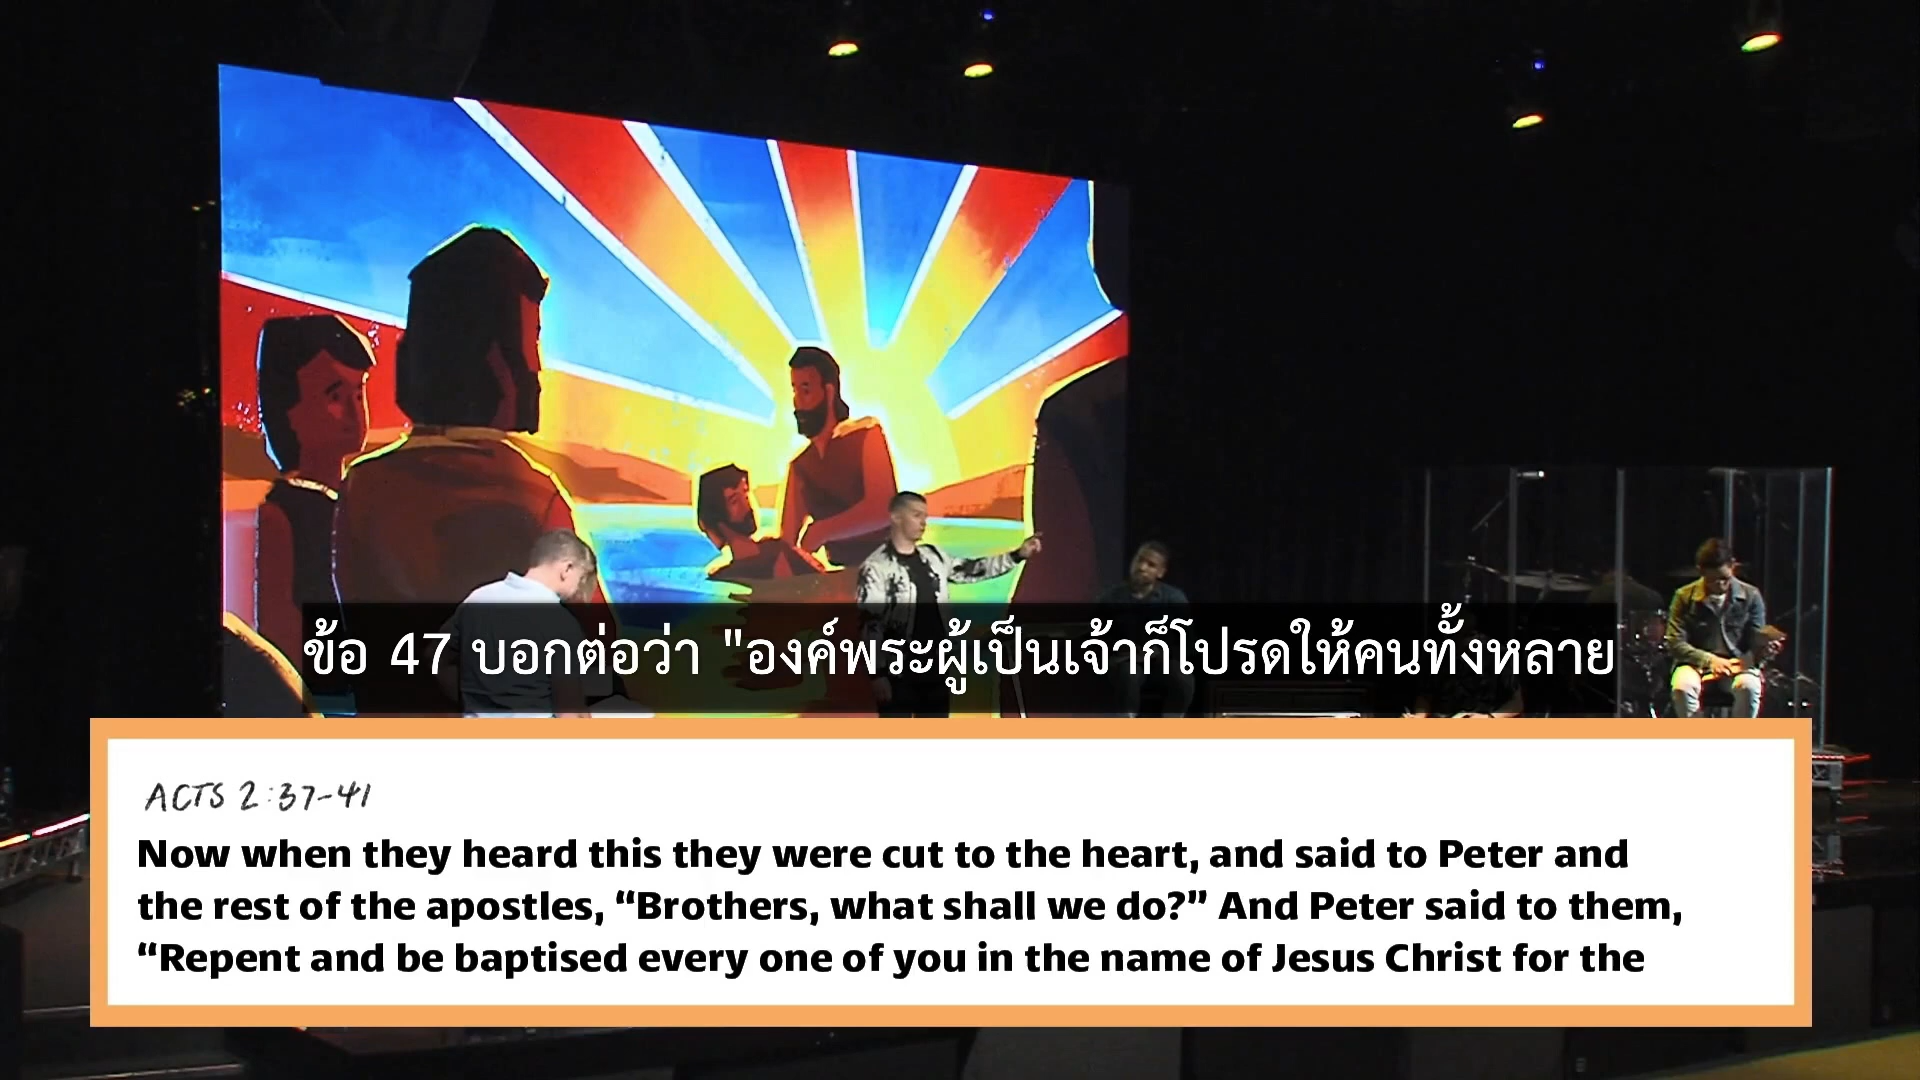 ข้อ 47 บอกต่อว่า "องค์พระผู้เป็นเจ้าก็โปรดให้คนทั้งหลาย
ACTS 2:37-41
Now when they heard this they were cut to the heart, and said to Peter and
the rest of the apostles, “Brothers, what shall we do?” And Peter said to them,
“Repent and be baptised every one of you in the name of Jesus Christ for the